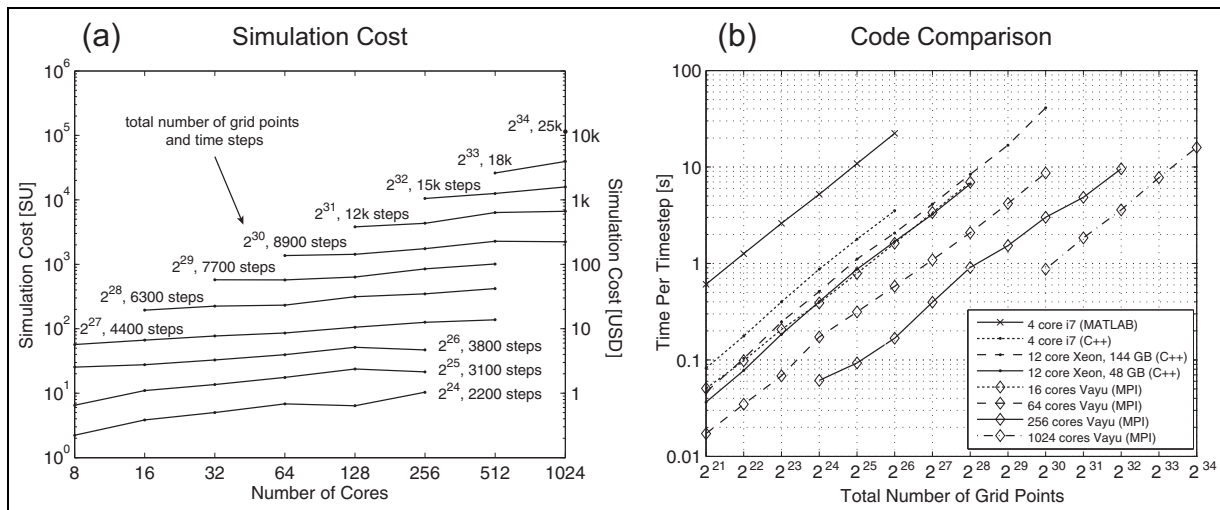 (a) Simulation Cost
10^6
10^5
10^4
10^3
10^2
10^1
10^0
Simulation Cost [SU]
total number of grid points
and time steps
2^34, 25k
2^33, 18k
2^32, 15k steps
2^31, 12k steps
2^30, 8900 steps
2^29, 7700 steps
2^28, 6300 steps
2^27, 4400 steps
2^26, 3800 steps
2^25, 3100 steps
2^24, 2200 steps
10k
1k
100
10
1
Simulation Cost [USD]
8 16 32 64 128 256 512 1024
Number of Cores
(b) Code Comparison
100
10
1
0.1
0.01
Time Per Timestep [s]
4 core i7 (MATLAB)
4 core i7 (C++)
12 core Xeon, 144 GB (C++)
12 core Xeon, 48 GB (C++)
16 cores Vayu (MPI)
64 cores Vayu (MPI)
256 cores Vayu (MPI)
1024 cores Vayu (MPI)
2^21 2^22 2^23 2^24 2^25 2^26 2^27 2^28 2^29 2^30 2^31 2^32 2^33 2^34
Total Number of Grid Points